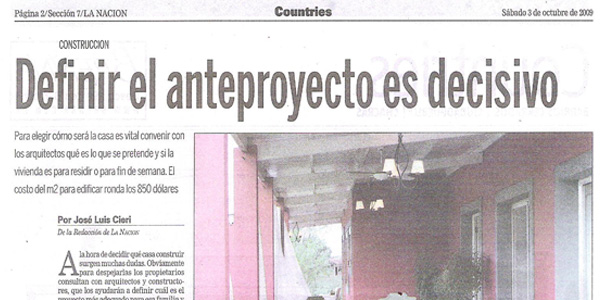 Página 2/Sección 7/LA NACION
Countries
Sábado 3 de octubre de 2009
CONSTRUCCION
Definir el anteproyecto es decisivo
Para elegir cómo será la casa es vital convenir con
los arquitectos qué es lo que se pretende y si la
vivienda es para residir o para fin de semana. El
costo del m2 para edificar ronda los 850 dólares
Por José Luis Cieri
De la Redacción de LA NACION
A la hora de decidir qué casa construir
surgen muchas dudas. Obviamente
para despejarlas los propietarios
consultan con arquitectos y constructo-
res, que los ayudarán a definir cuál es el
proyecto más adecuado para esa familia y